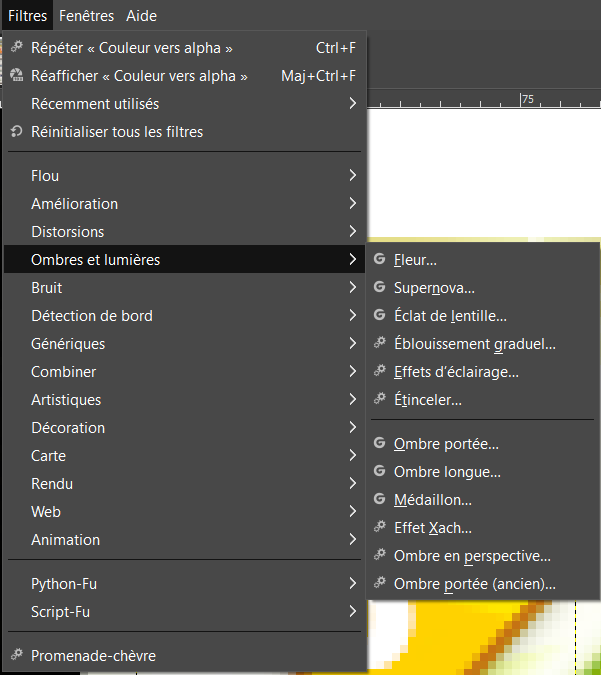 Filtres Fenêtres Aide
Répéter « Couleur vers alpha » Ctrl+F
Réafficher « Couleur vers alpha » Maj+Ctrl+F
Récemment utilisés
Réinitialiser tous les filtres
75
Flou
Amélioration
Distorsions
Ombres et lumières
Bruit
Détection de bord
Génériques
Combiner
Artistiques
Décoration
Carte
Rendu
Web
Animation
Python-Fu
Script-Fu
Promenade-chèvre
Fleur...
Supernova...
Éclat de lentille...
Éblouissement graduel...
Effets d’éclairage...
Étinceler...
Ombre portée...
Ombre longue...
Médaillon...
Effet Xach...
Ombre en perspective...
Ombre portée (ancien)...